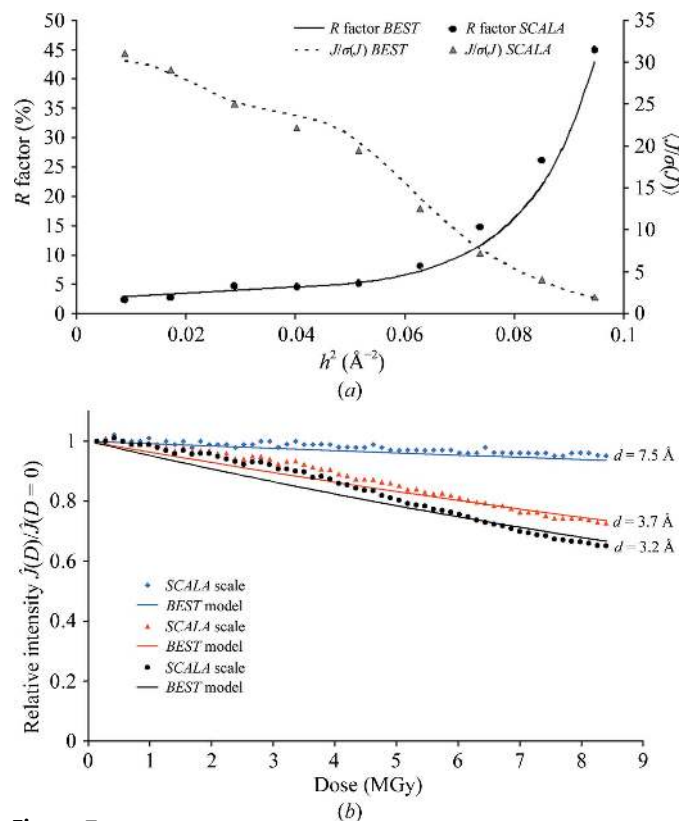 R factor BEST
R factor SCALA
J/σ(J) BEST
J/σ(J) SCALA
50
45
40
35
30
25
20
15
10
5
0
R factor (%)
35
30
25
20
15
10
5
0
⟨J/σ(J)⟩
0
0.02
0.04
0.06
0.08
0.1
h² (Å⁻²)
(a)
1
0.8
0.6
0.4
0.2
0
Relative intensity Ĵ(D)/Ĵ(D = 0)
d = 7.5 Å
d = 3.7 Å
d = 3.2 Å
SCALA scale
BEST model
SCALA scale
BEST model
SCALA scale
BEST model
0 1 2 3 4 5 6 7 8 9
Dose (MGy)
(b)